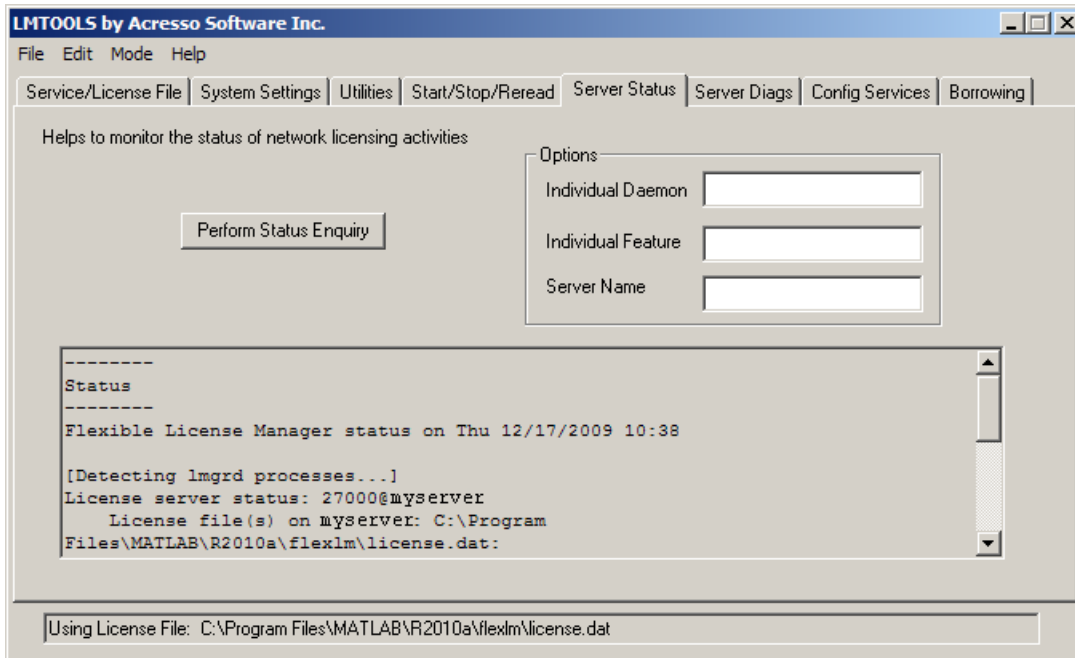 LMTOOLS by Acresso Software Inc.
File Edit Mode Help
Service/License File System Settings Utilities Start/Stop/Reread Server Status Server Diags Config Services Borrowing
Helps to monitor the status of network licensing activities
Options
Individual Daemon
Perform Status Enquiry
Individual Feature
Server Name
--------
Status
--------
Flexible License Manager status on Thu 12/17/2009 10:38
[Detecting lmgrd processes...]
License server status: 27000@myserver
License file(s) on myserver: C:\Program
Files\MATLAB\R2010a\flexlm\license.dat:
Using License File: C:\Program Files\MATLAB\R2010a\flexlm\license.dat